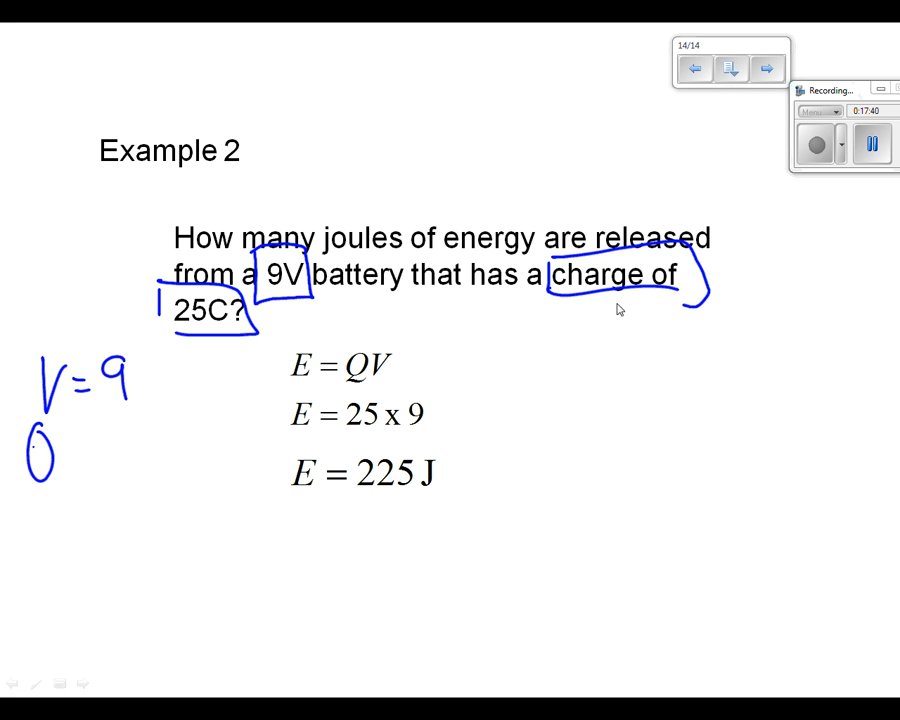 14/14
Recording...
Menu
0:17:40
Example 2
How many joules of energy are released
from a 9V battery that has a charge of
25C?
V = 9
E = QV
E = 25 x 9
E = 225 J